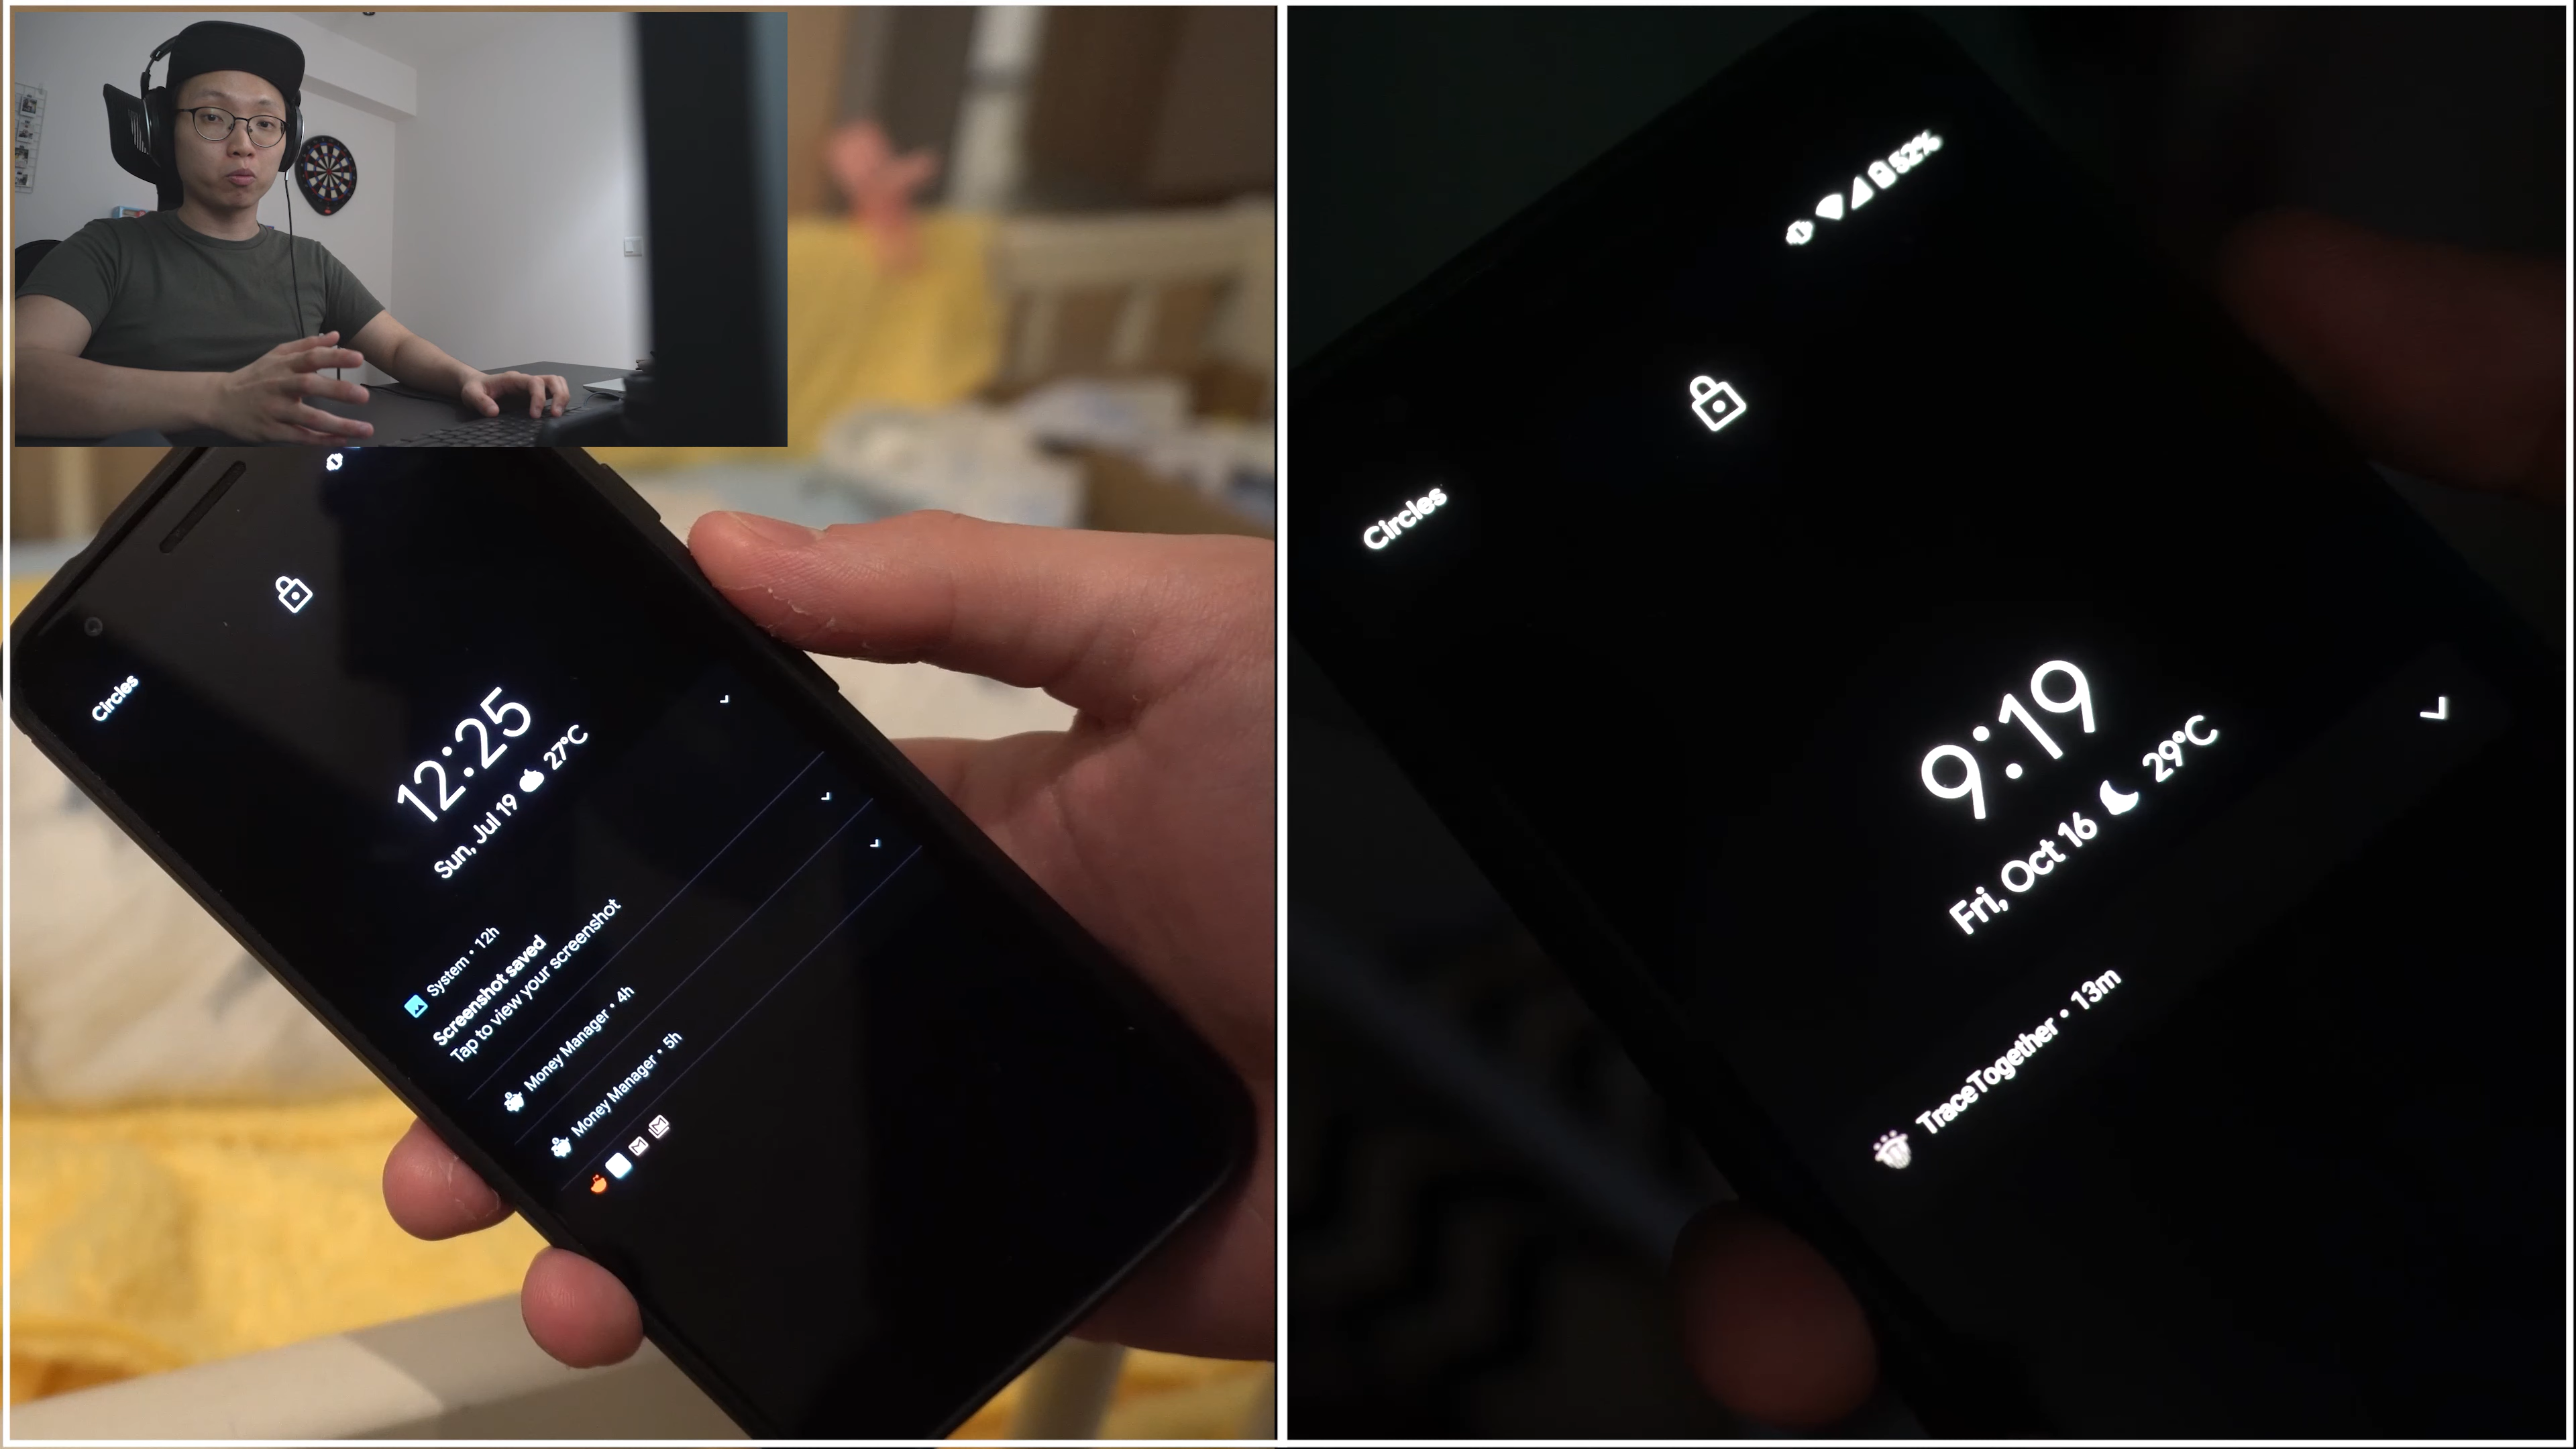 Circles
12:25
Sun, Jul 19 27°C
System • 12h
Screenshot saved
Tap to view your screenshot
Money Manager • 4h
Money Manager • 5h
52%
Circles
9:19
Fri, Oct 16 29°C
TraceTogether • 13m